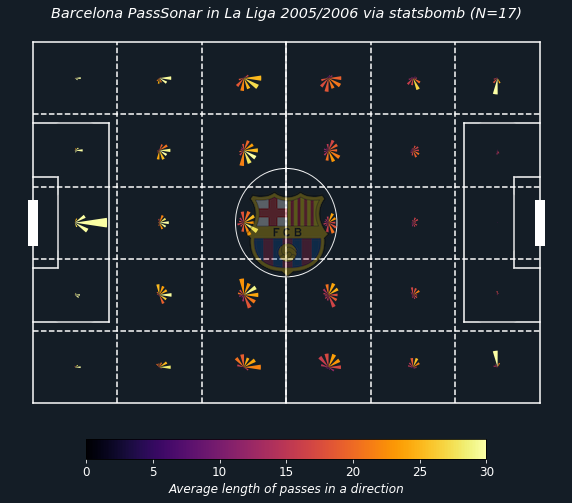 Barcelona PassSonar in La Liga 2005/2006 via statsbomb (N=17)
F C B
0 5 10 15 20 25 30
Average length of passes in a direction